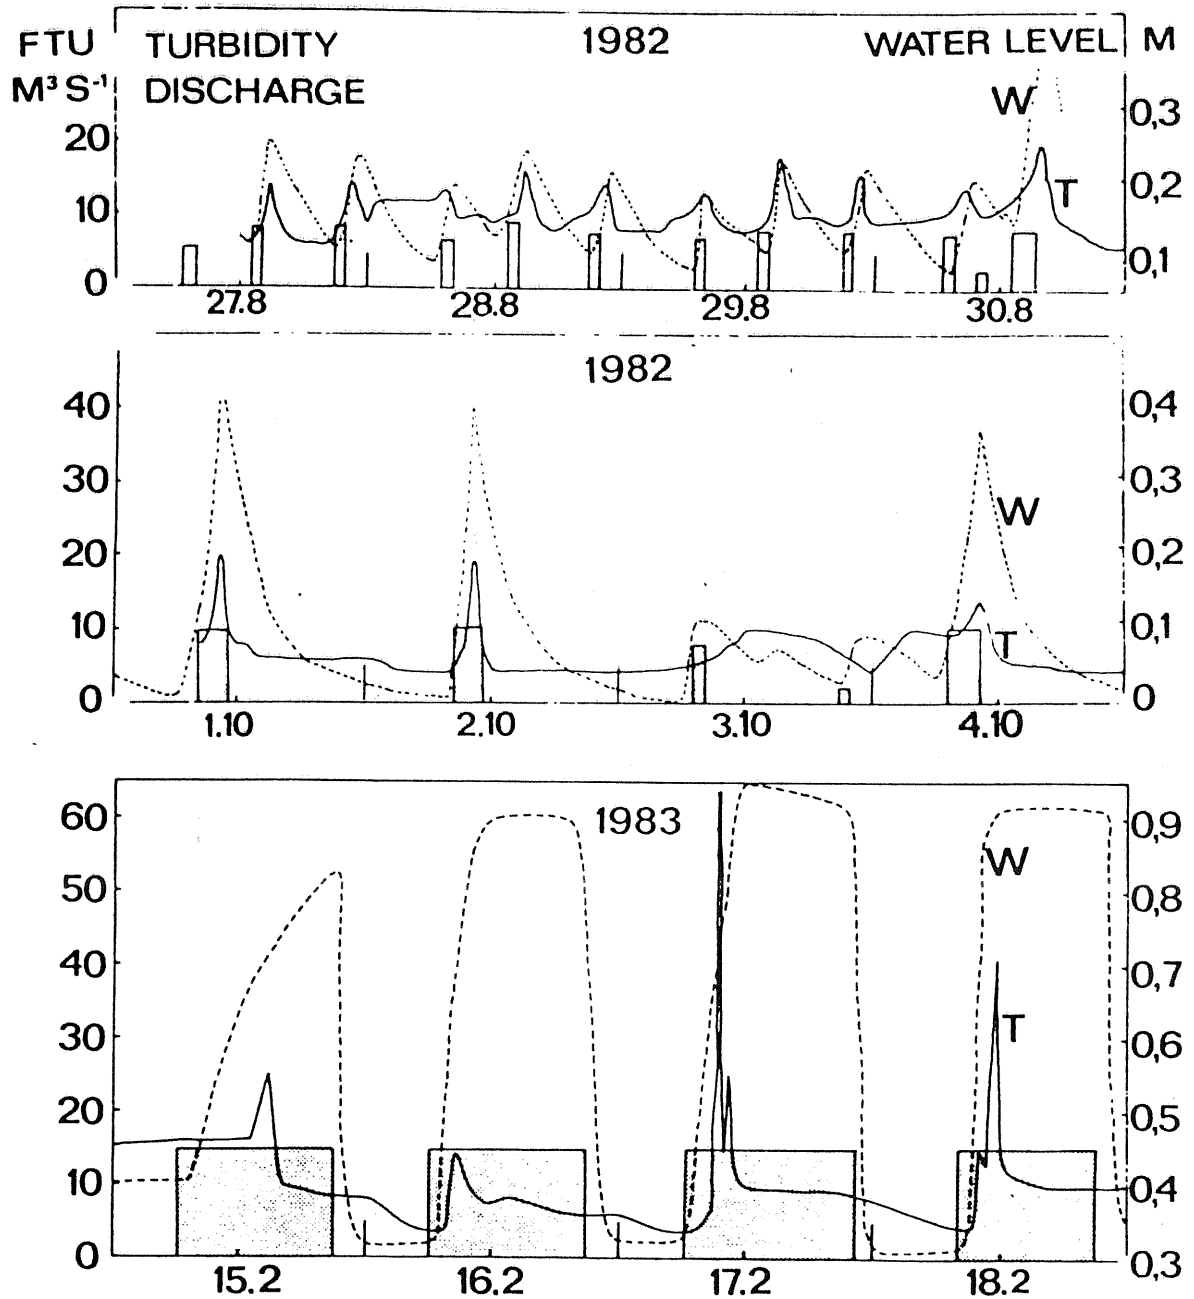 FTU TURBIDITY 1982 WATER LEVEL M
M³S⁻¹ DISCHARGE
W
0,3
20
0,2
T
10
0,1
0
27.8 28.8 29.8 30.8
1982
40 0,4
30 0,3
W
20 0,2
10 0,1
T
0 0
1.10 2.10 3.10 4.10
60 1983 0,9
W
50 0,8
40 0,7
30 T 0,6
20 0,5
10 0,4
0 0,3
15.2 16.2 17.2 18.2